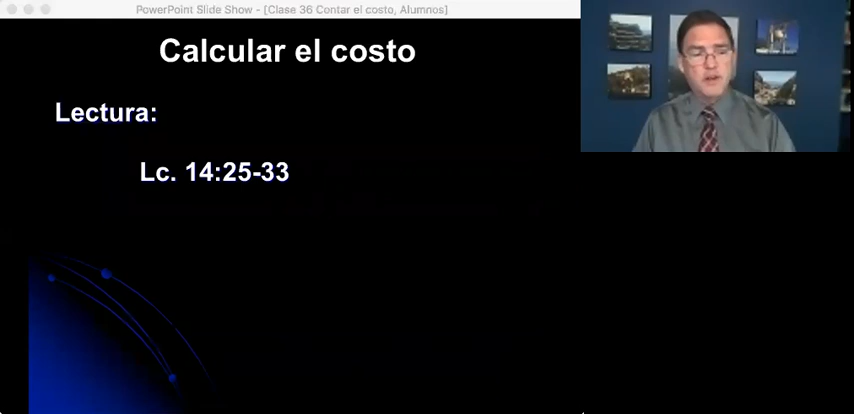 PowerPoint Slide Show - [Clase 36 Contar el costo, Alumnos]
Calcular el costo
Lectura:
Lc. 14:25-33